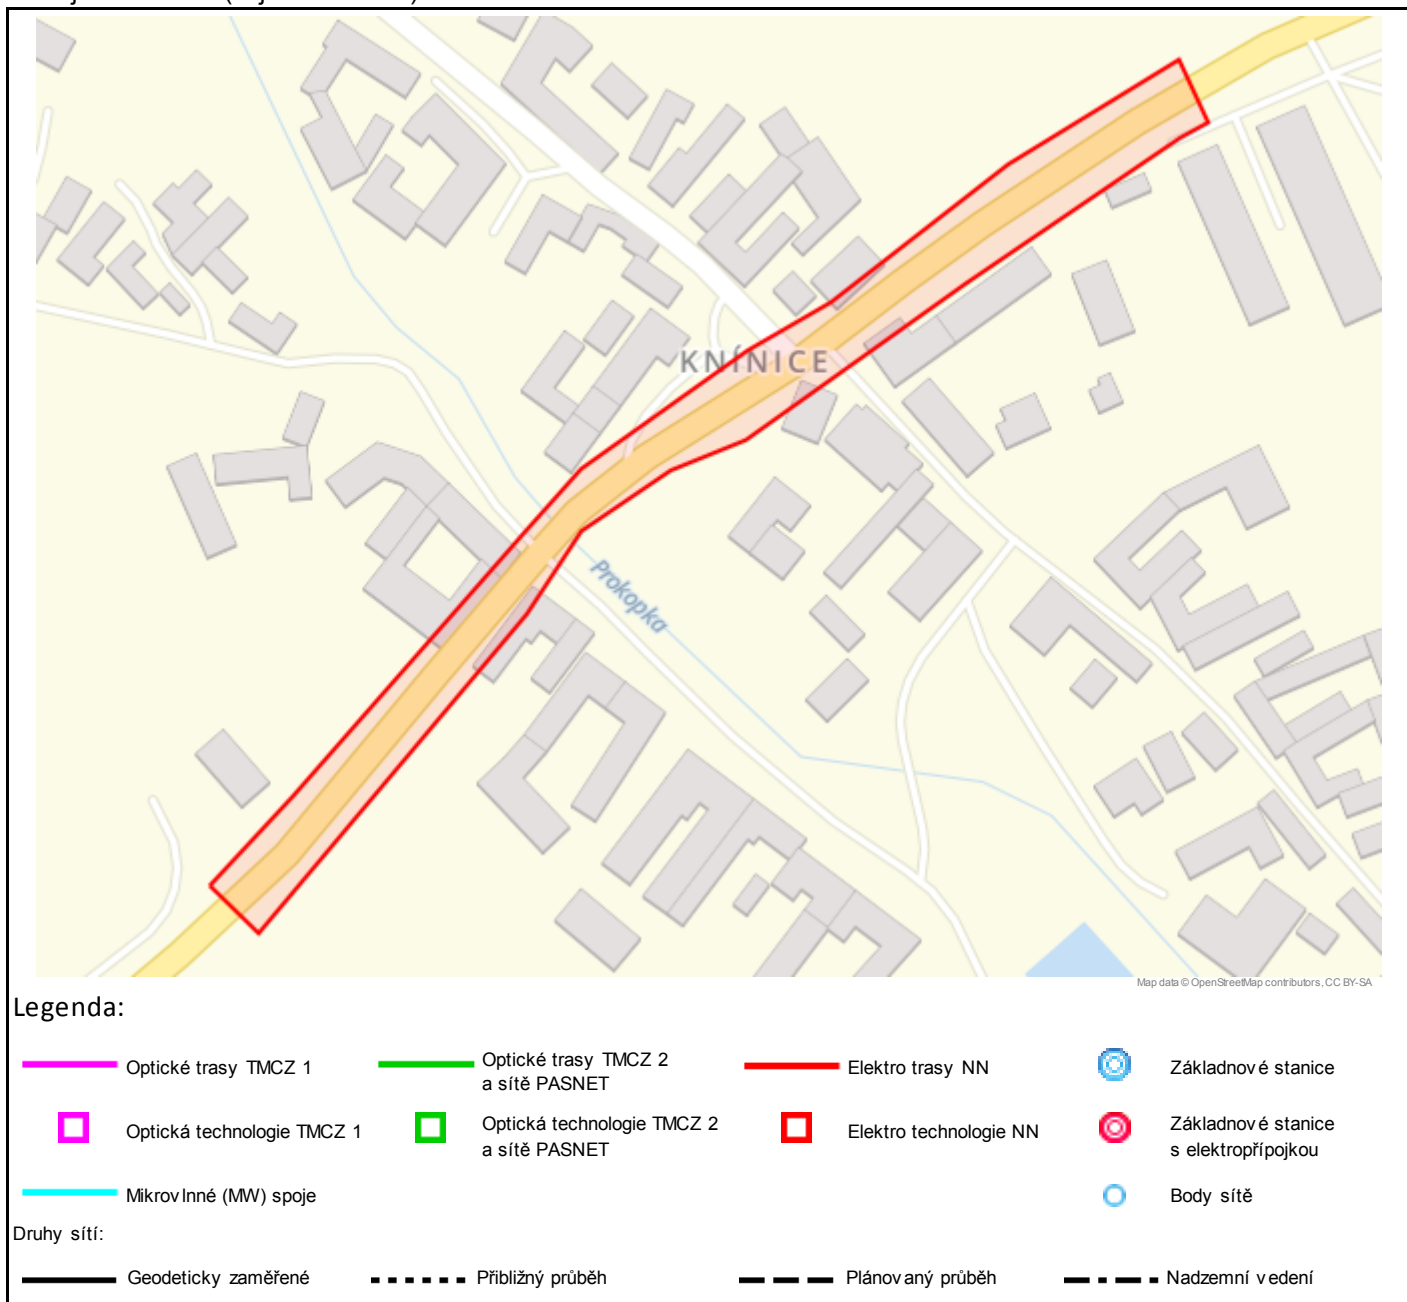 KNÍNICE
Prokopka
Map data © OpenStreetMap contributors, CC BY-SA
Legenda:
Optické trasy TMCZ 1
Optické trasy TMCZ 2
a sítě PASNET
Elektro trasy NN
Základnové stanice
Optická technologie TMCZ 1
Optická technologie TMCZ 2
a sítě PASNET
Elektro technologie NN
Základnové stanice
s elektropřípojkou
Mikrovlnné (MW) spoje
Body sítě
Druhy sítí:
Geodeticky zaměřené
Přibližný průběh
Plánovaný průběh
Nadzemní vedení